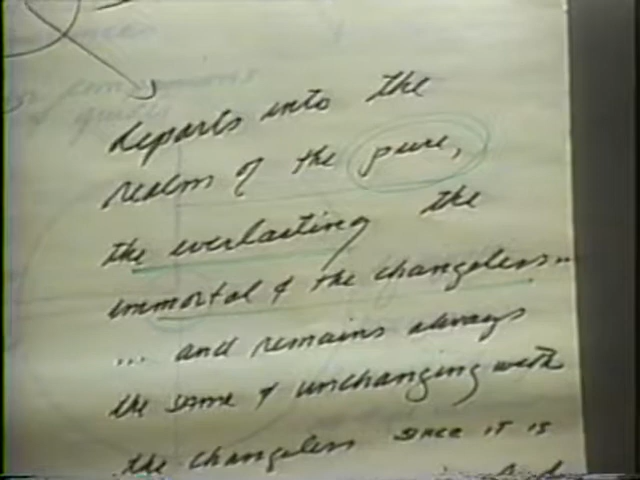 departs into the
realm of the pure,
the everlasting the
immortal & the changeless...
... and remains always
the same & unchanging with
the changeless since it is